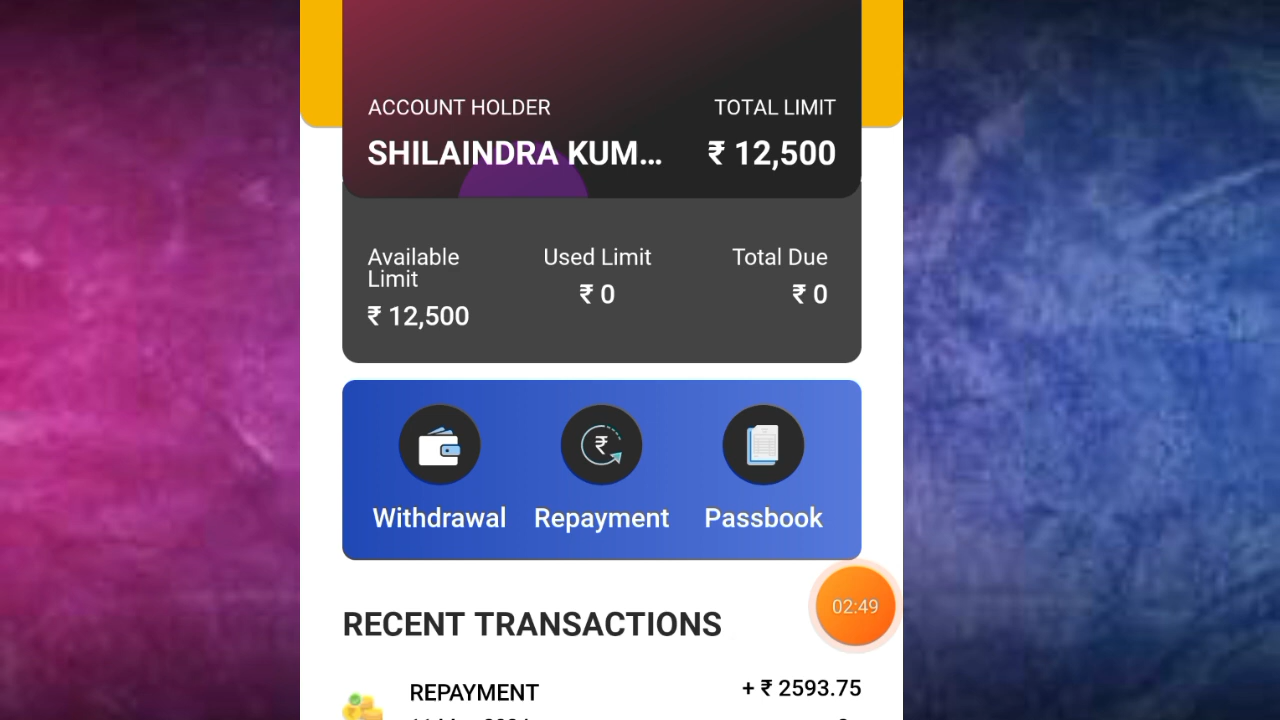 ACCOUNT HOLDER TOTAL LIMIT
SHILAINDRA KUM... ₹ 12,500
Available Limit Used Limit Total Due
₹ 12,500 ₹ 0 ₹ 0
Withdrawal Repayment Passbook
02:49
RECENT TRANSACTIONS
REPAYMENT + ₹ 2593.75